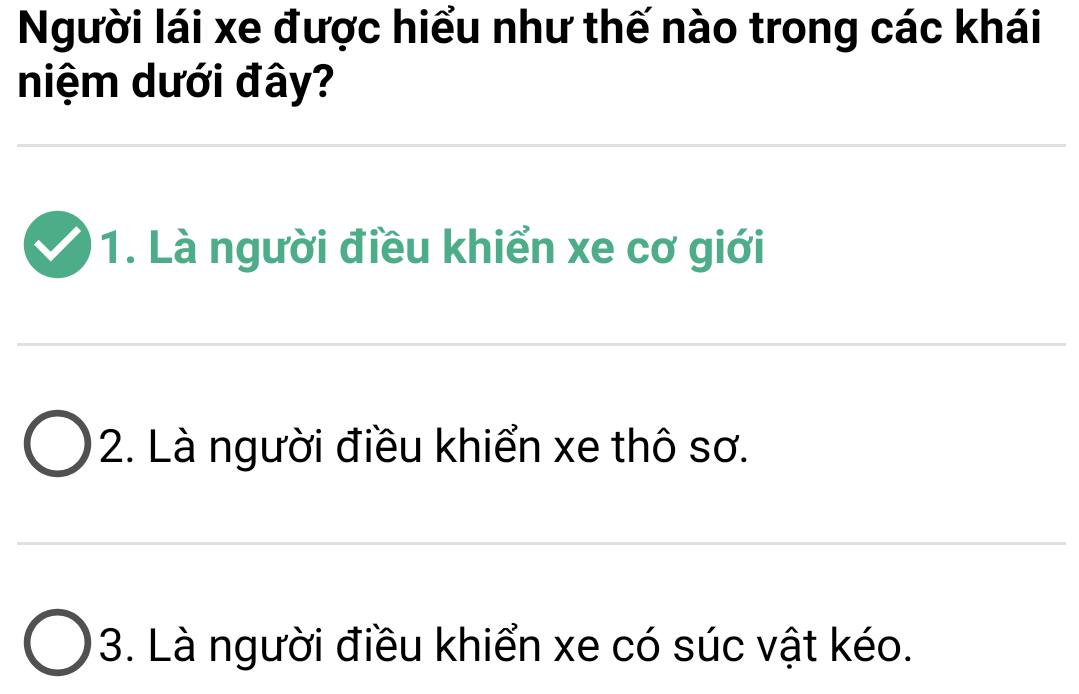 Người lái xe được hiểu như thế nào trong các khái
niệm dưới đây?
1. Là người điều khiển xe cơ giới
2. Là người điều khiển xe thô sơ.
3. Là người điều khiển xe có súc vật kéo.